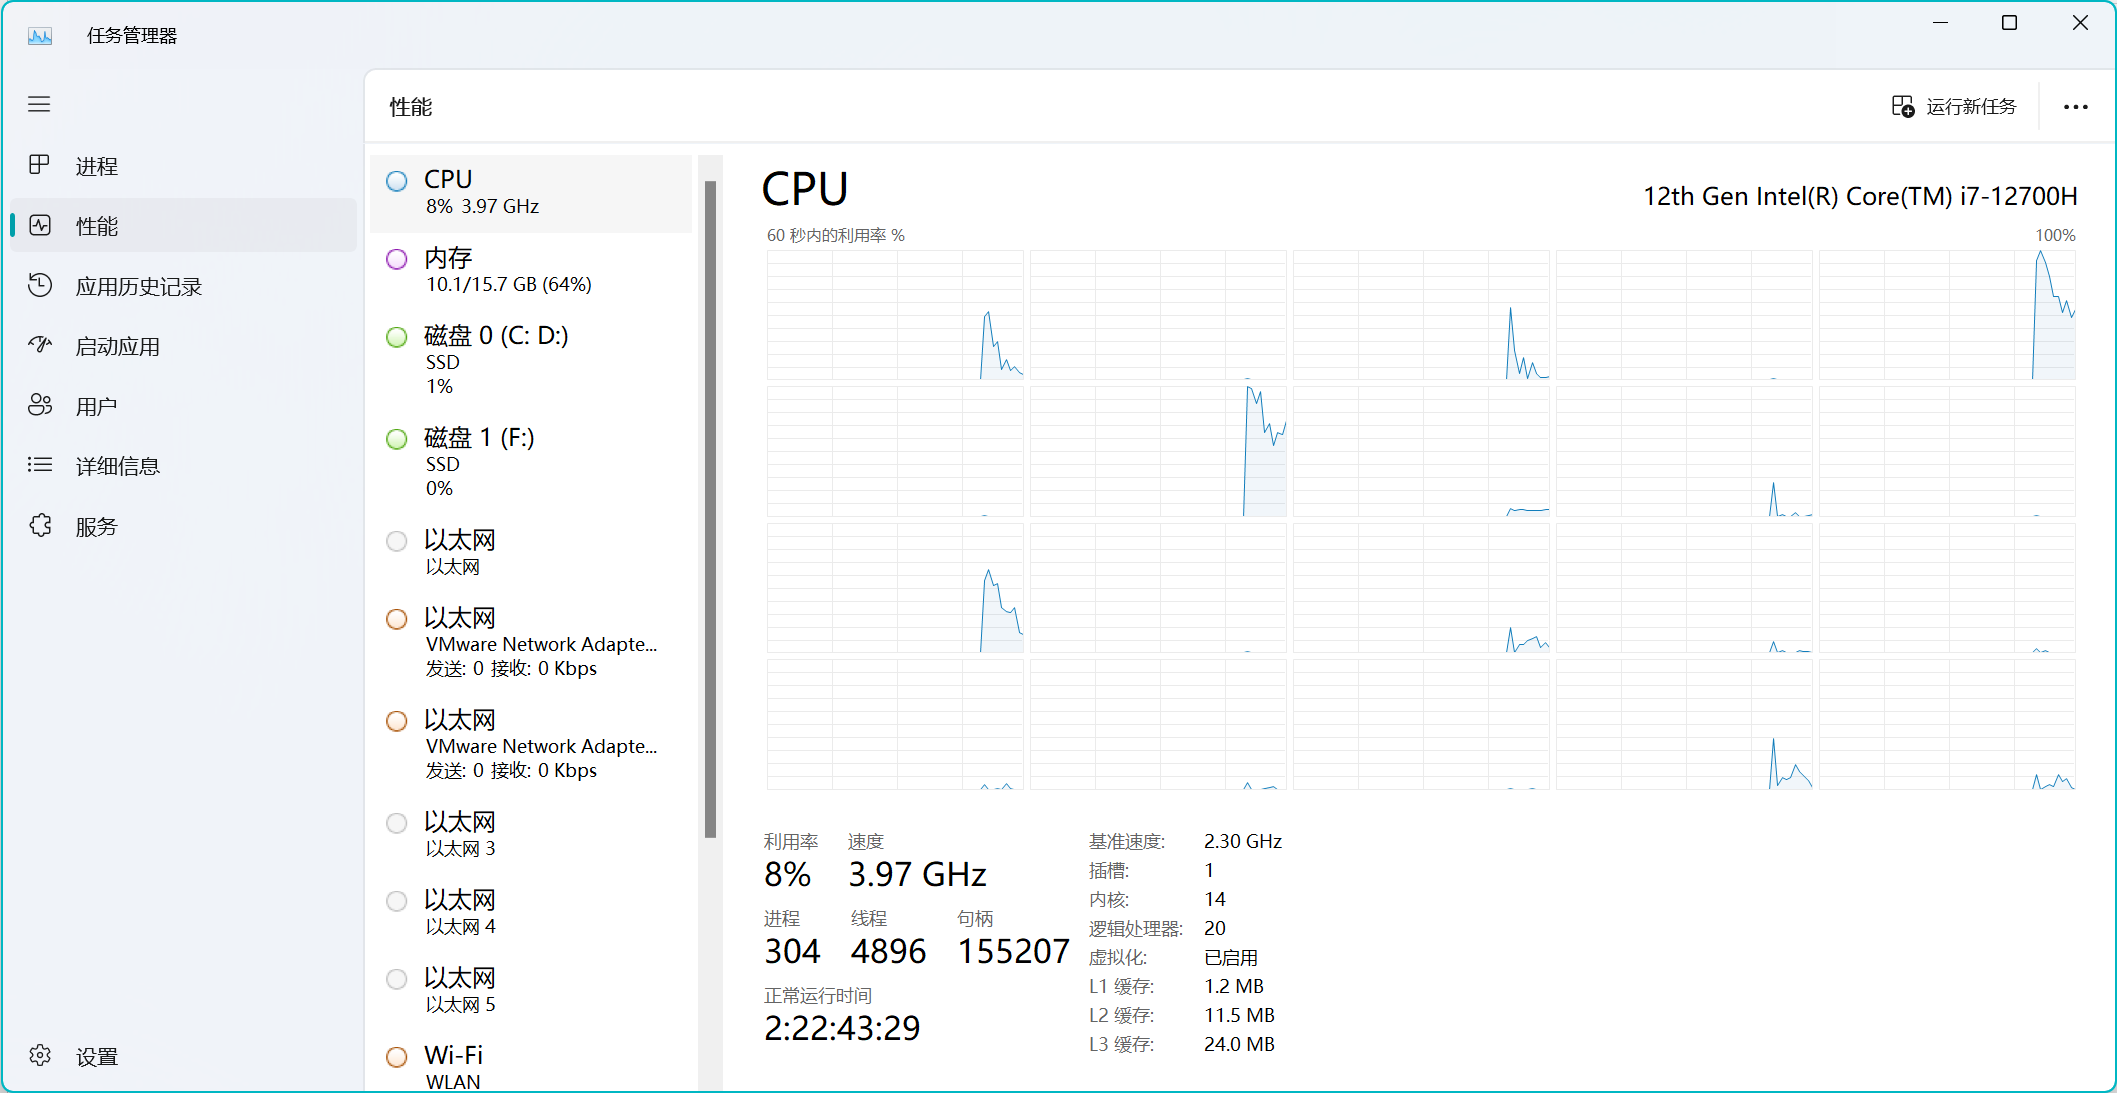 任务管理器
性能
运行新任务
进程
性能
应用历史记录
启动应用
用户
详细信息
服务
设置
CPU
8% 3.97 GHz
内存
10.1/15.7 GB (64%)
磁盘 0 (C: D:)
SSD
1%
磁盘 1 (F:)
SSD
0%
以太网
以太网
以太网
VMware Network Adapte...
发送: 0 接收: 0 Kbps
以太网
VMware Network Adapte...
发送: 0 接收: 0 Kbps
以太网
以太网 3
以太网
以太网 4
以太网
以太网 5
Wi-Fi
WLAN
CPU
12th Gen Intel(R) Core(TM) i7-12700H
60 秒内的利用率 %
100%
利用率 速度
8% 3.97 GHz
进程 线程 句柄
304 4896 155207
正常运行时间
2:22:43:29
基准速度: 2.30 GHz
插槽: 1
内核: 14
逻辑处理器: 20
虚拟化: 已启用
L1 缓存: 1.2 MB
L2 缓存: 11.5 MB
L3 缓存: 24.0 MB